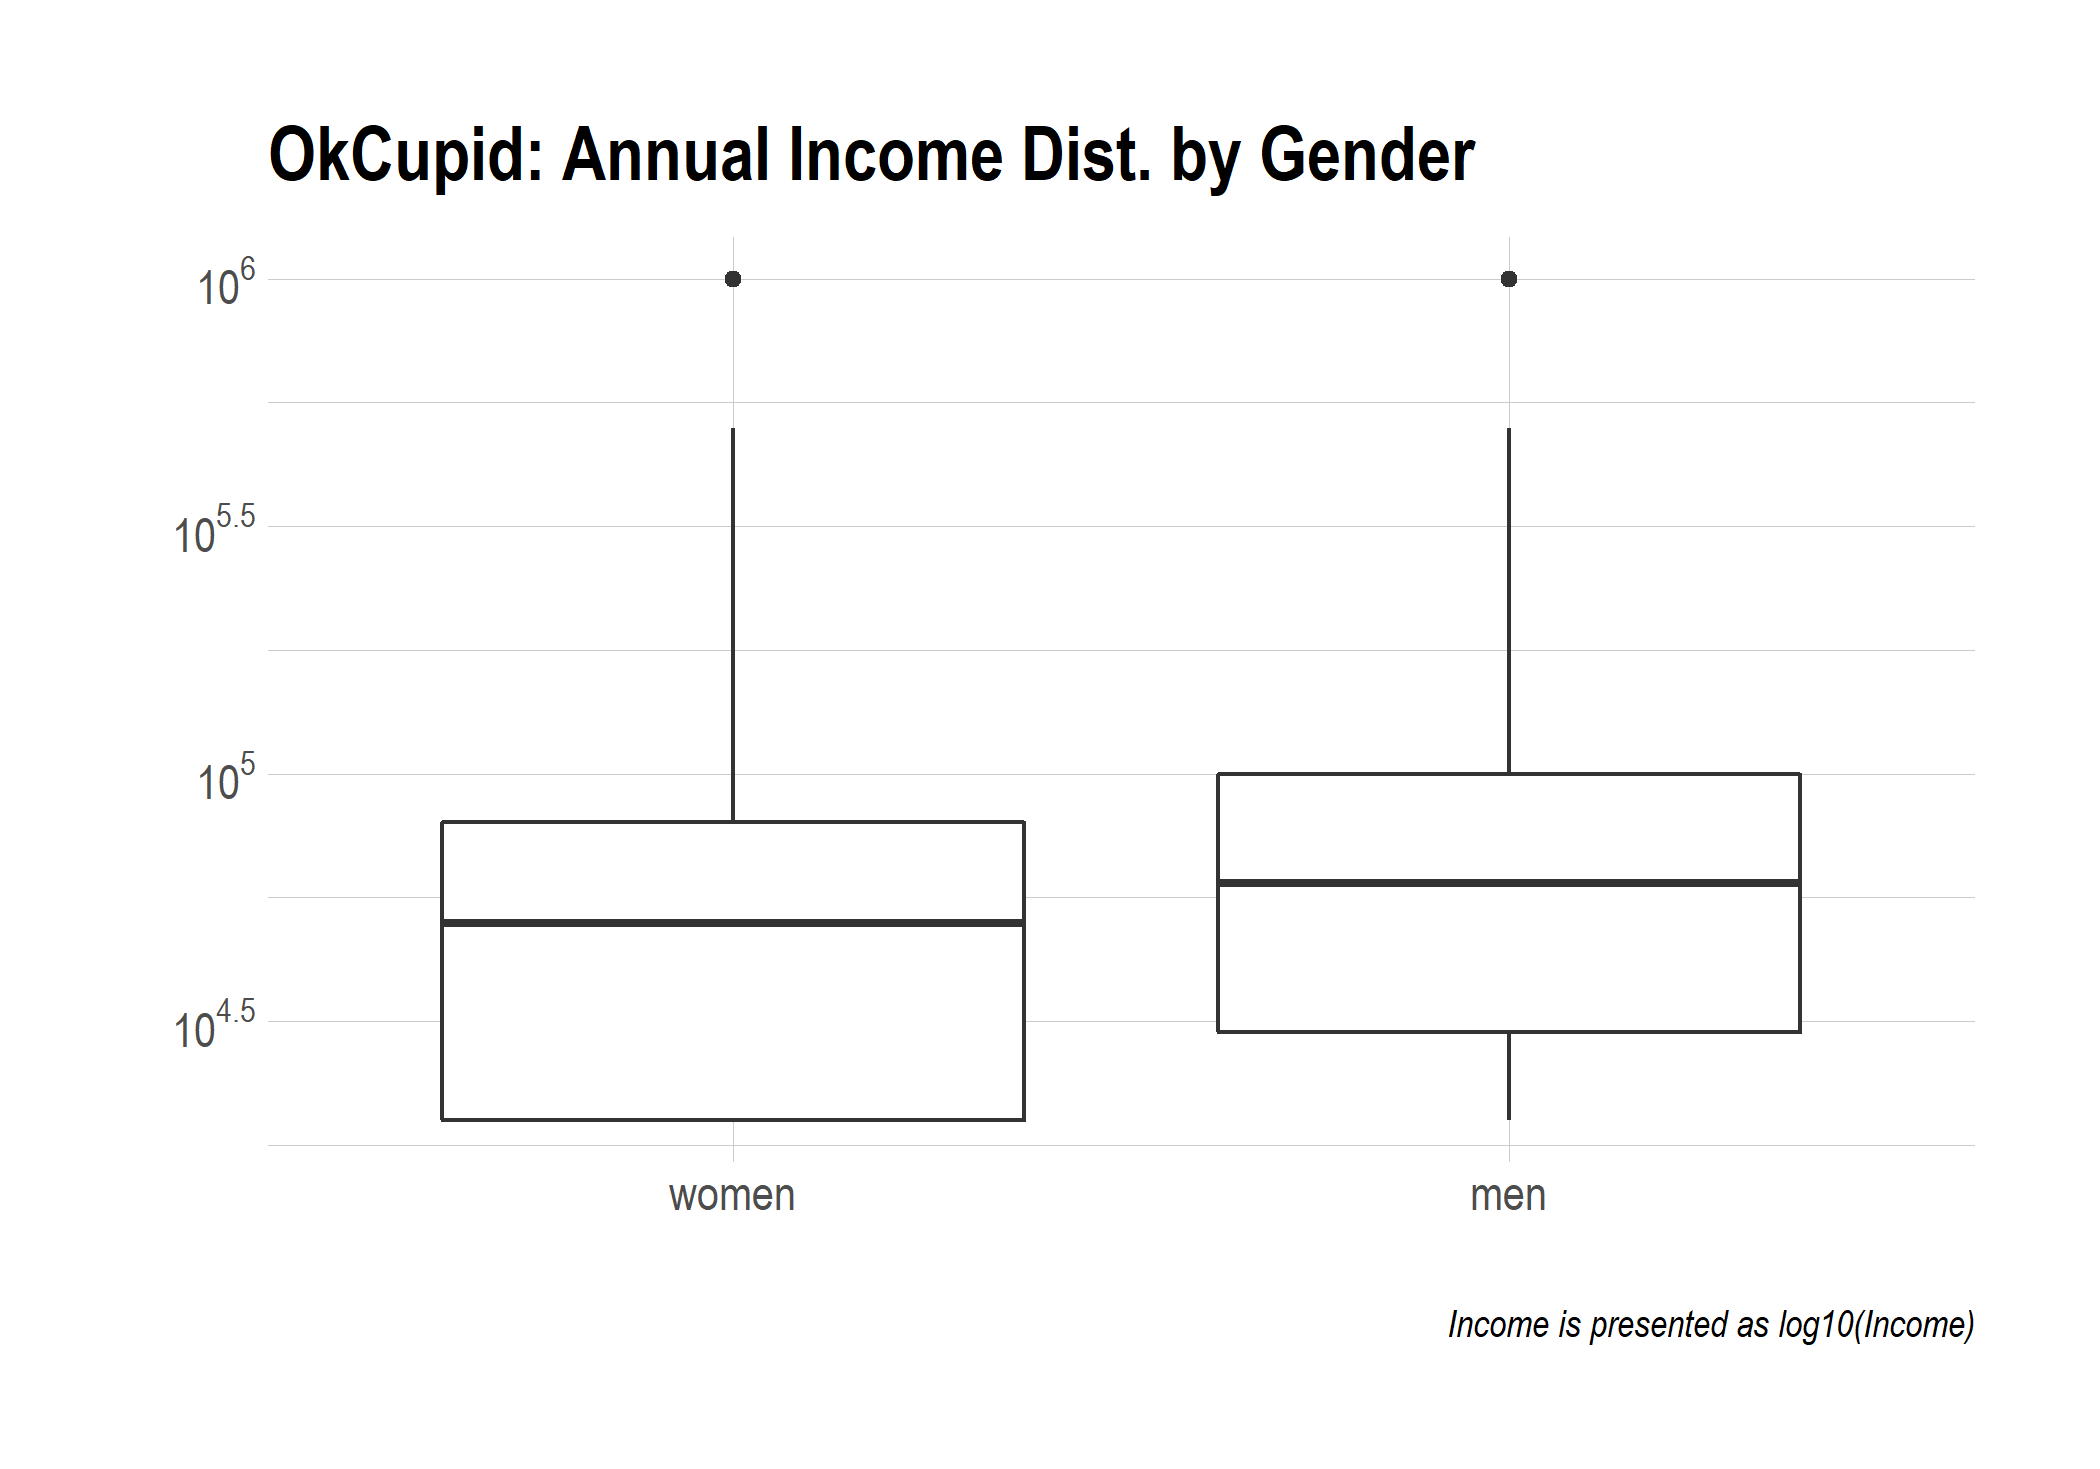 OkCupid: Annual Income Dist. by Gender
10^6
10^5.5
10^5
10^4.5
women men
Income is presented as log10(Income)